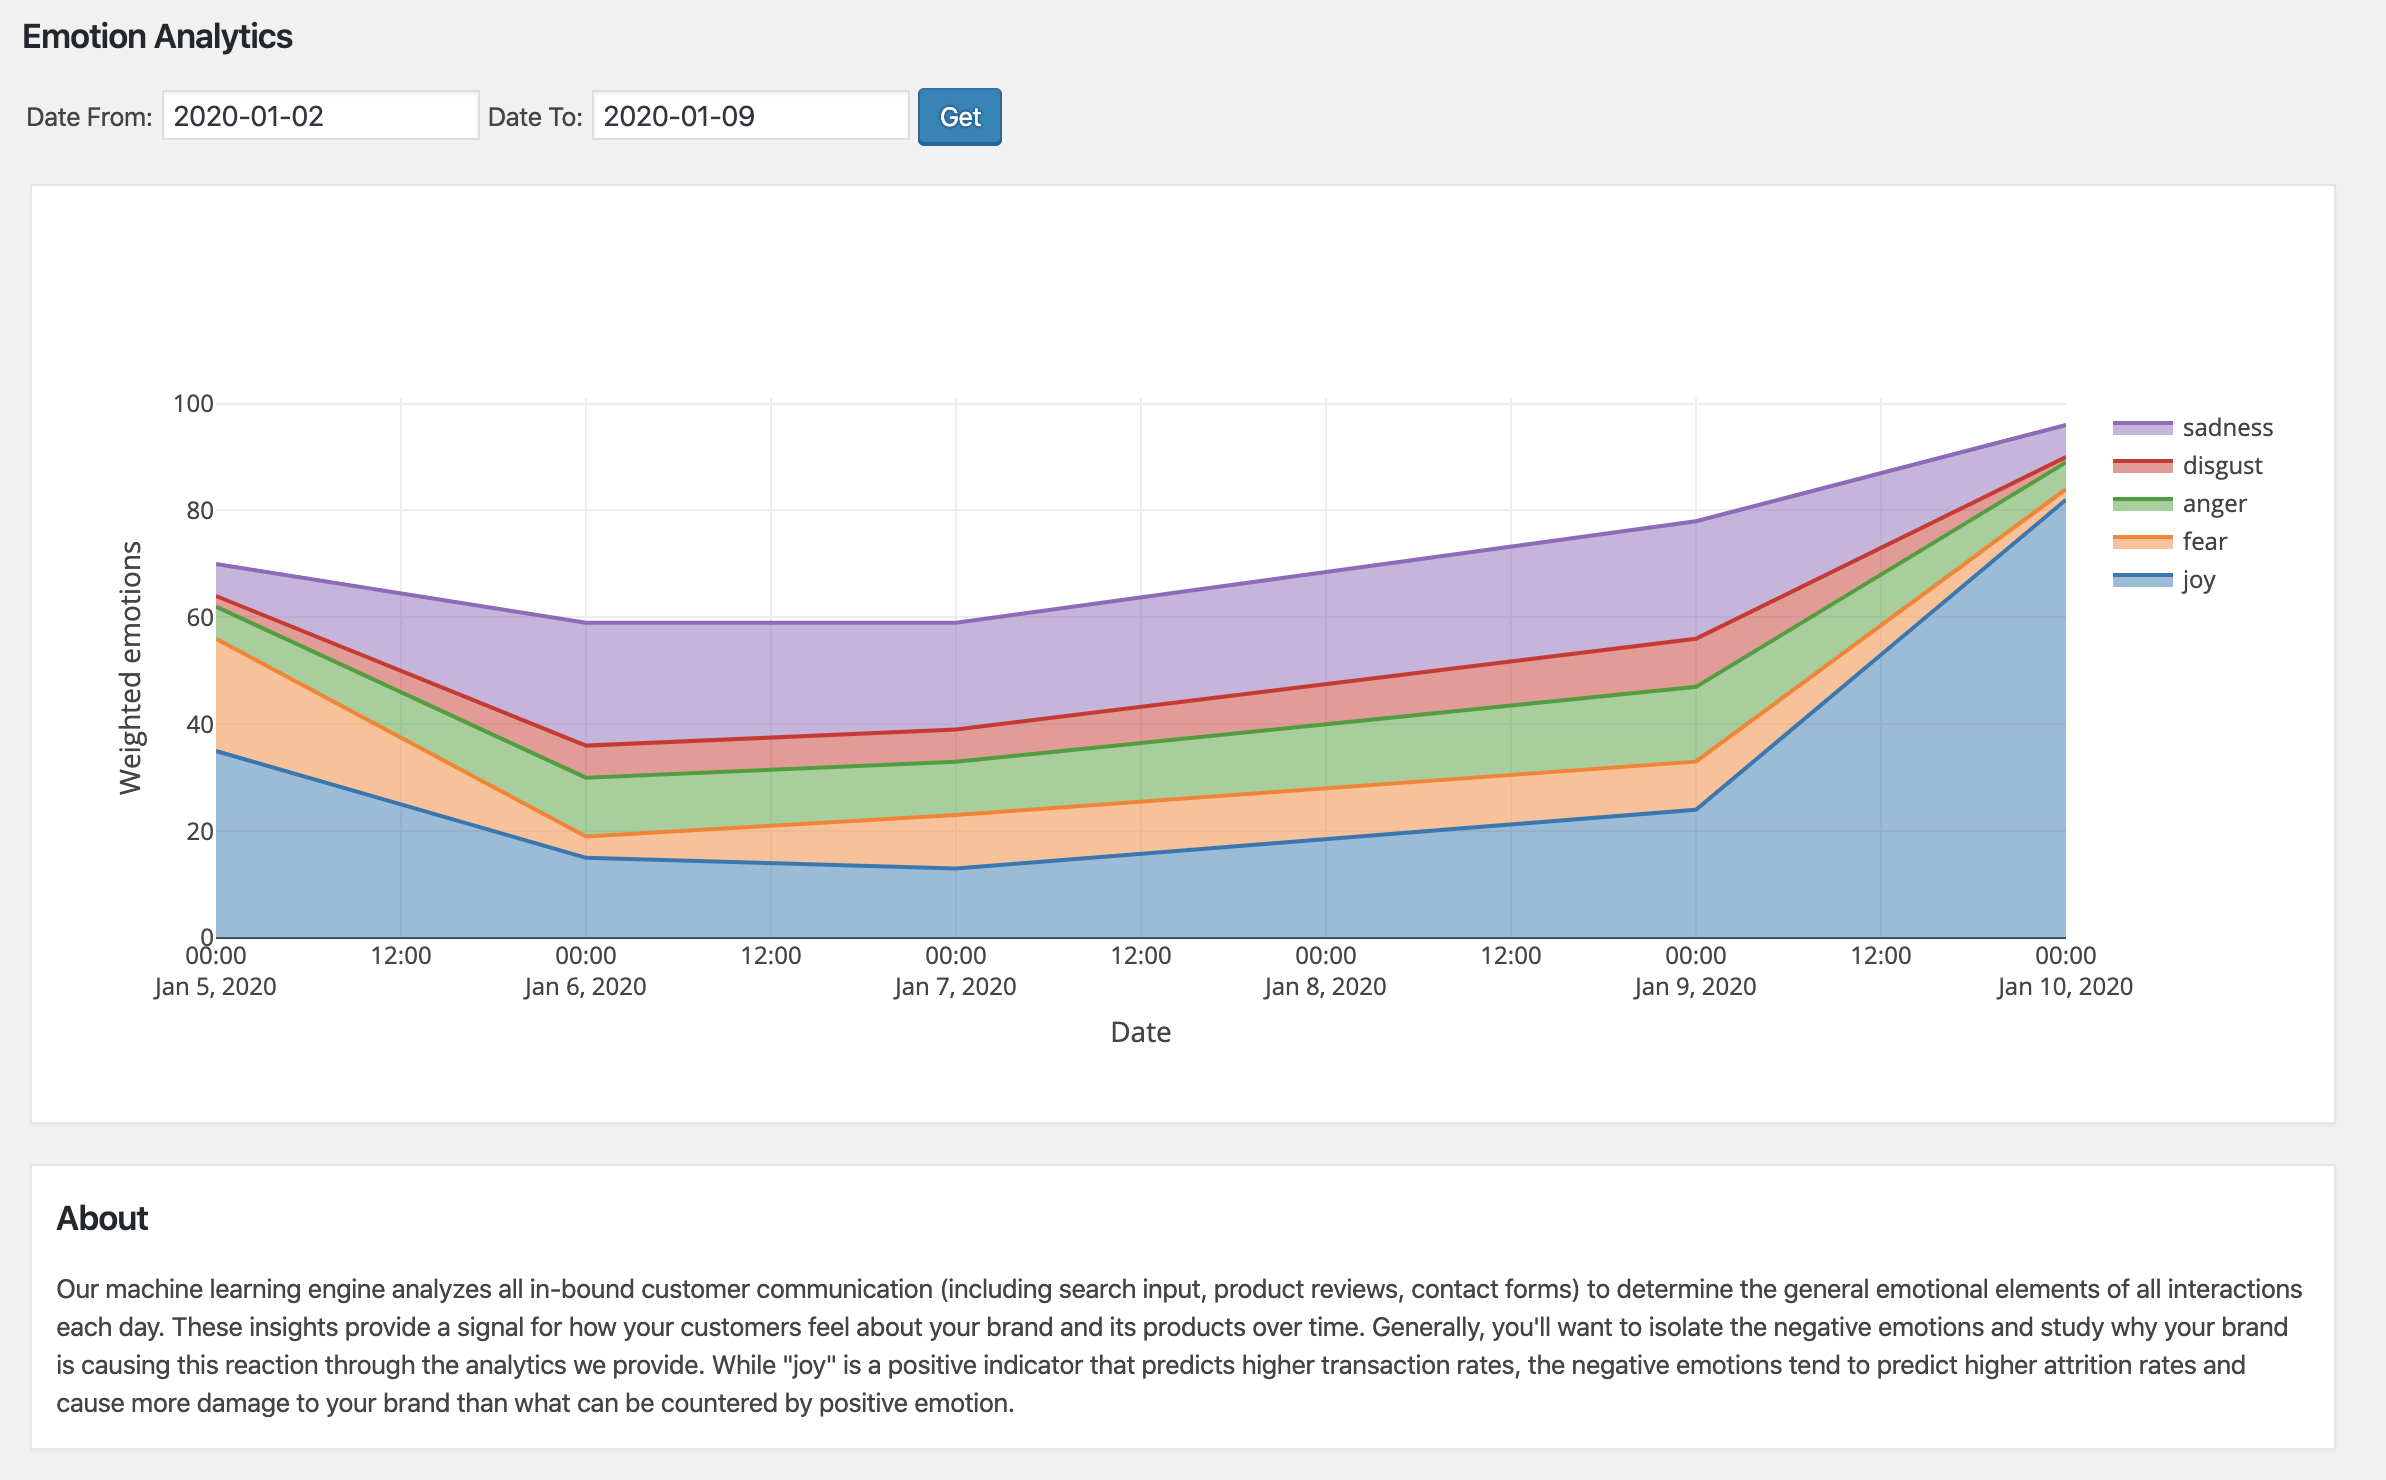 Emotion Analytics
Date From: 2020-01-02 Date To: 2020-01-09 Get
100
80
60
40
20
0
Weighted emotions
sadness
disgust
anger
fear
joy
00:00 12:00 00:00 12:00 00:00 12:00 00:00 12:00 00:00 12:00 00:00
Jan 5, 2020 Jan 6, 2020 Jan 7, 2020 Jan 8, 2020 Jan 9, 2020 Jan 10, 2020
Date
About
Our machine learning engine analyzes all in-bound customer communication (including search input, product reviews, contact forms) to determine the general emotional elements of all interactions
each day. These insights provide a signal for how your customers feel about your brand and its products over time. Generally, you'll want to isolate the negative emotions and study why your brand
is causing this reaction through the analytics we provide. While "joy" is a positive indicator that predicts higher transaction rates, the negative emotions tend to predict higher attrition rates and
cause more damage to your brand than what can be countered by positive emotion.